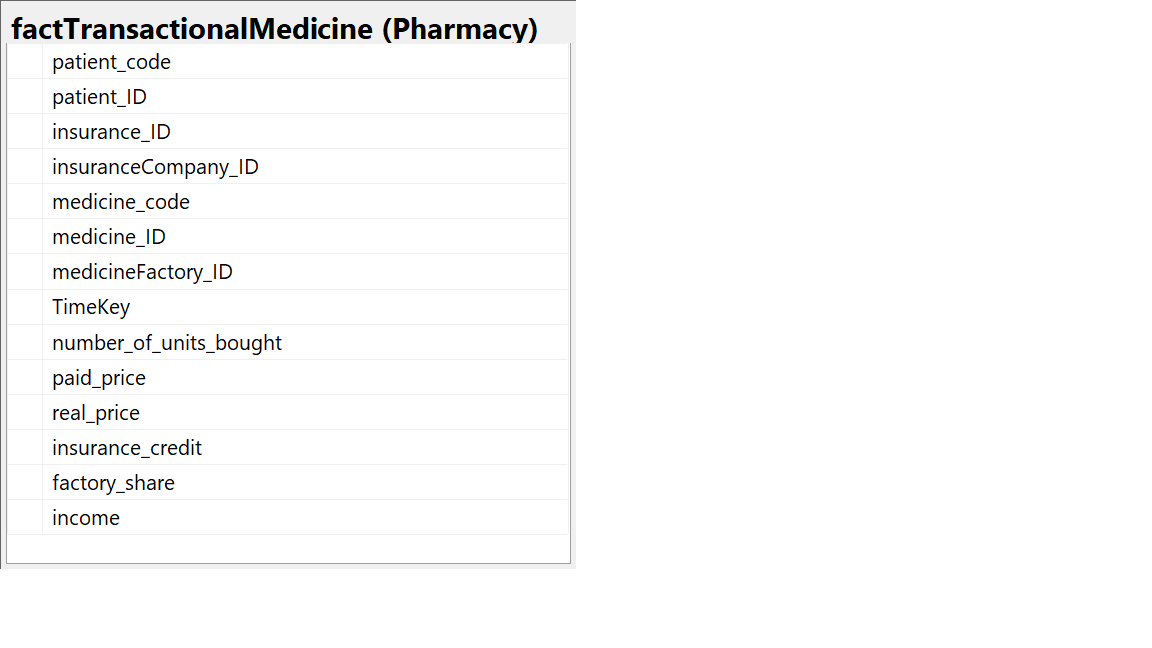 factTransactionalMedicine (Pharmacy)
patient_code
patient_ID
insurance_ID
insuranceCompany_ID
medicine_code
medicine_ID
medicineFactory_ID
TimeKey
number_of_units_bought
paid_price
real_price
insurance_credit
factory_share
income